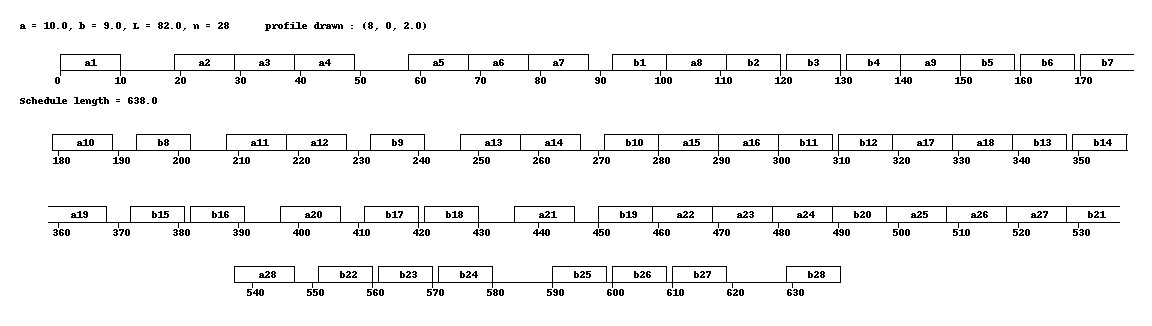 a = 10.0, b = 9.0, L = 82.0, n = 28 profile drawn : (8, 0, 2.0)
a1 a2 a3 a4 a5 a6 a7 b1 a8 b2 b3 b4 a9 b5 b6 b7
0 10 20 30 40 50 60 70 80 90 100 110 120 130 140 150 160 170
Schedule length = 638.0
a10 b8 a11 a12 b9 a13 a14 b10 a15 a16 b11 b12 a17 a18 b13 b14
180 190 200 210 220 230 240 250 260 270 280 290 300 310 320 330 340 350
a19 b15 b16 a20 b17 b18 a21 b19 a22 a23 a24 b20 a25 a26 a27 b21
360 370 380 390 400 410 420 430 440 450 460 470 480 490 500 510 520 530
a28 b22 b23 b24 b25 b26 b27 b28
540 550 560 570 580 590 600 610 620 630